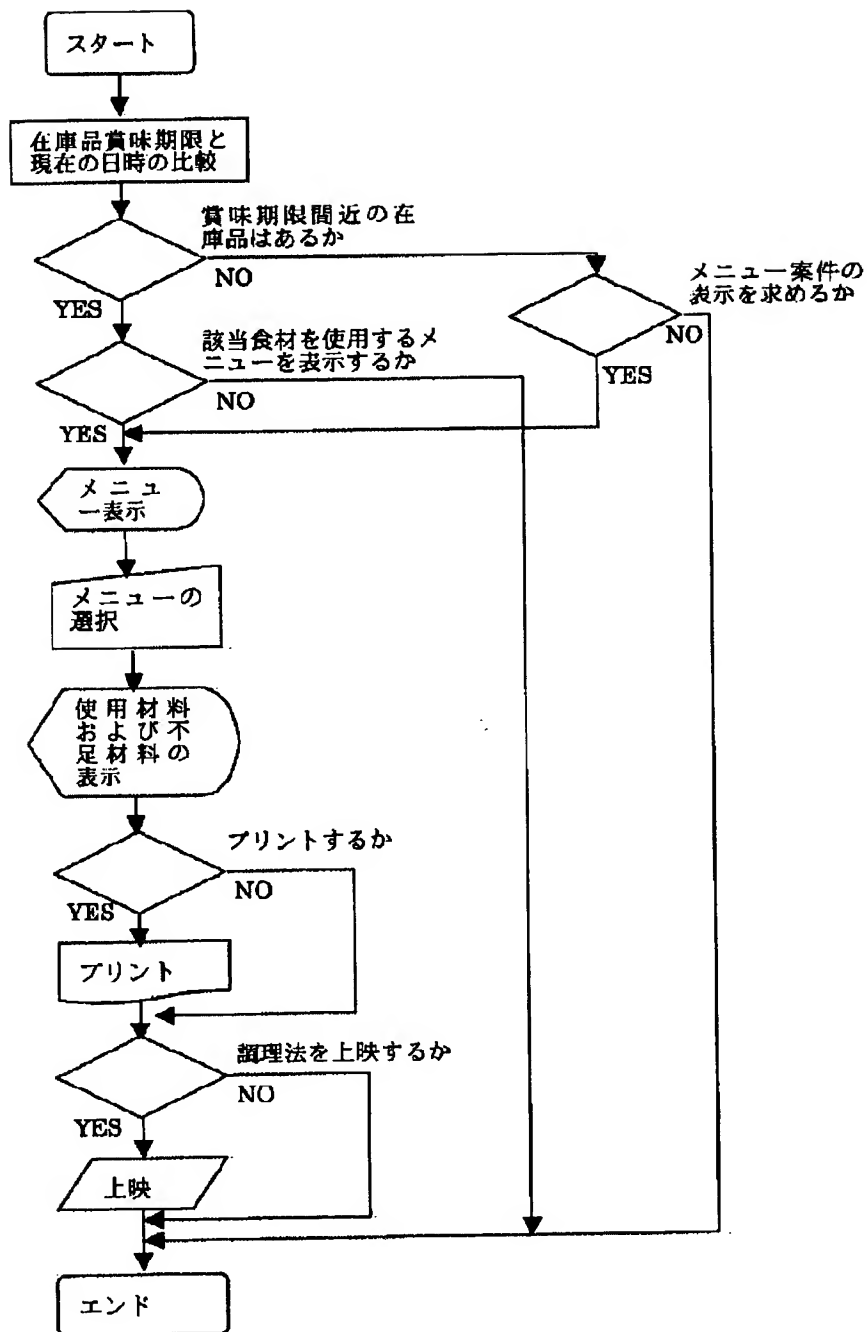 スタート
在庫品賞味期限と
現在の日時の比較
賞味期限間近の在
庫品はあるか
NO
YES
メニュー案件の
表示を求めるか
NO
YES
該当食材を使用するメ
ニューを表示するか
NO
YES
メニュ
ー表示
メニューの
選択
使用材料
および不
足材料の
表示
プリントするか
NO
YES
プリント
調理法を上映するか
NO
YES
上映
エンド